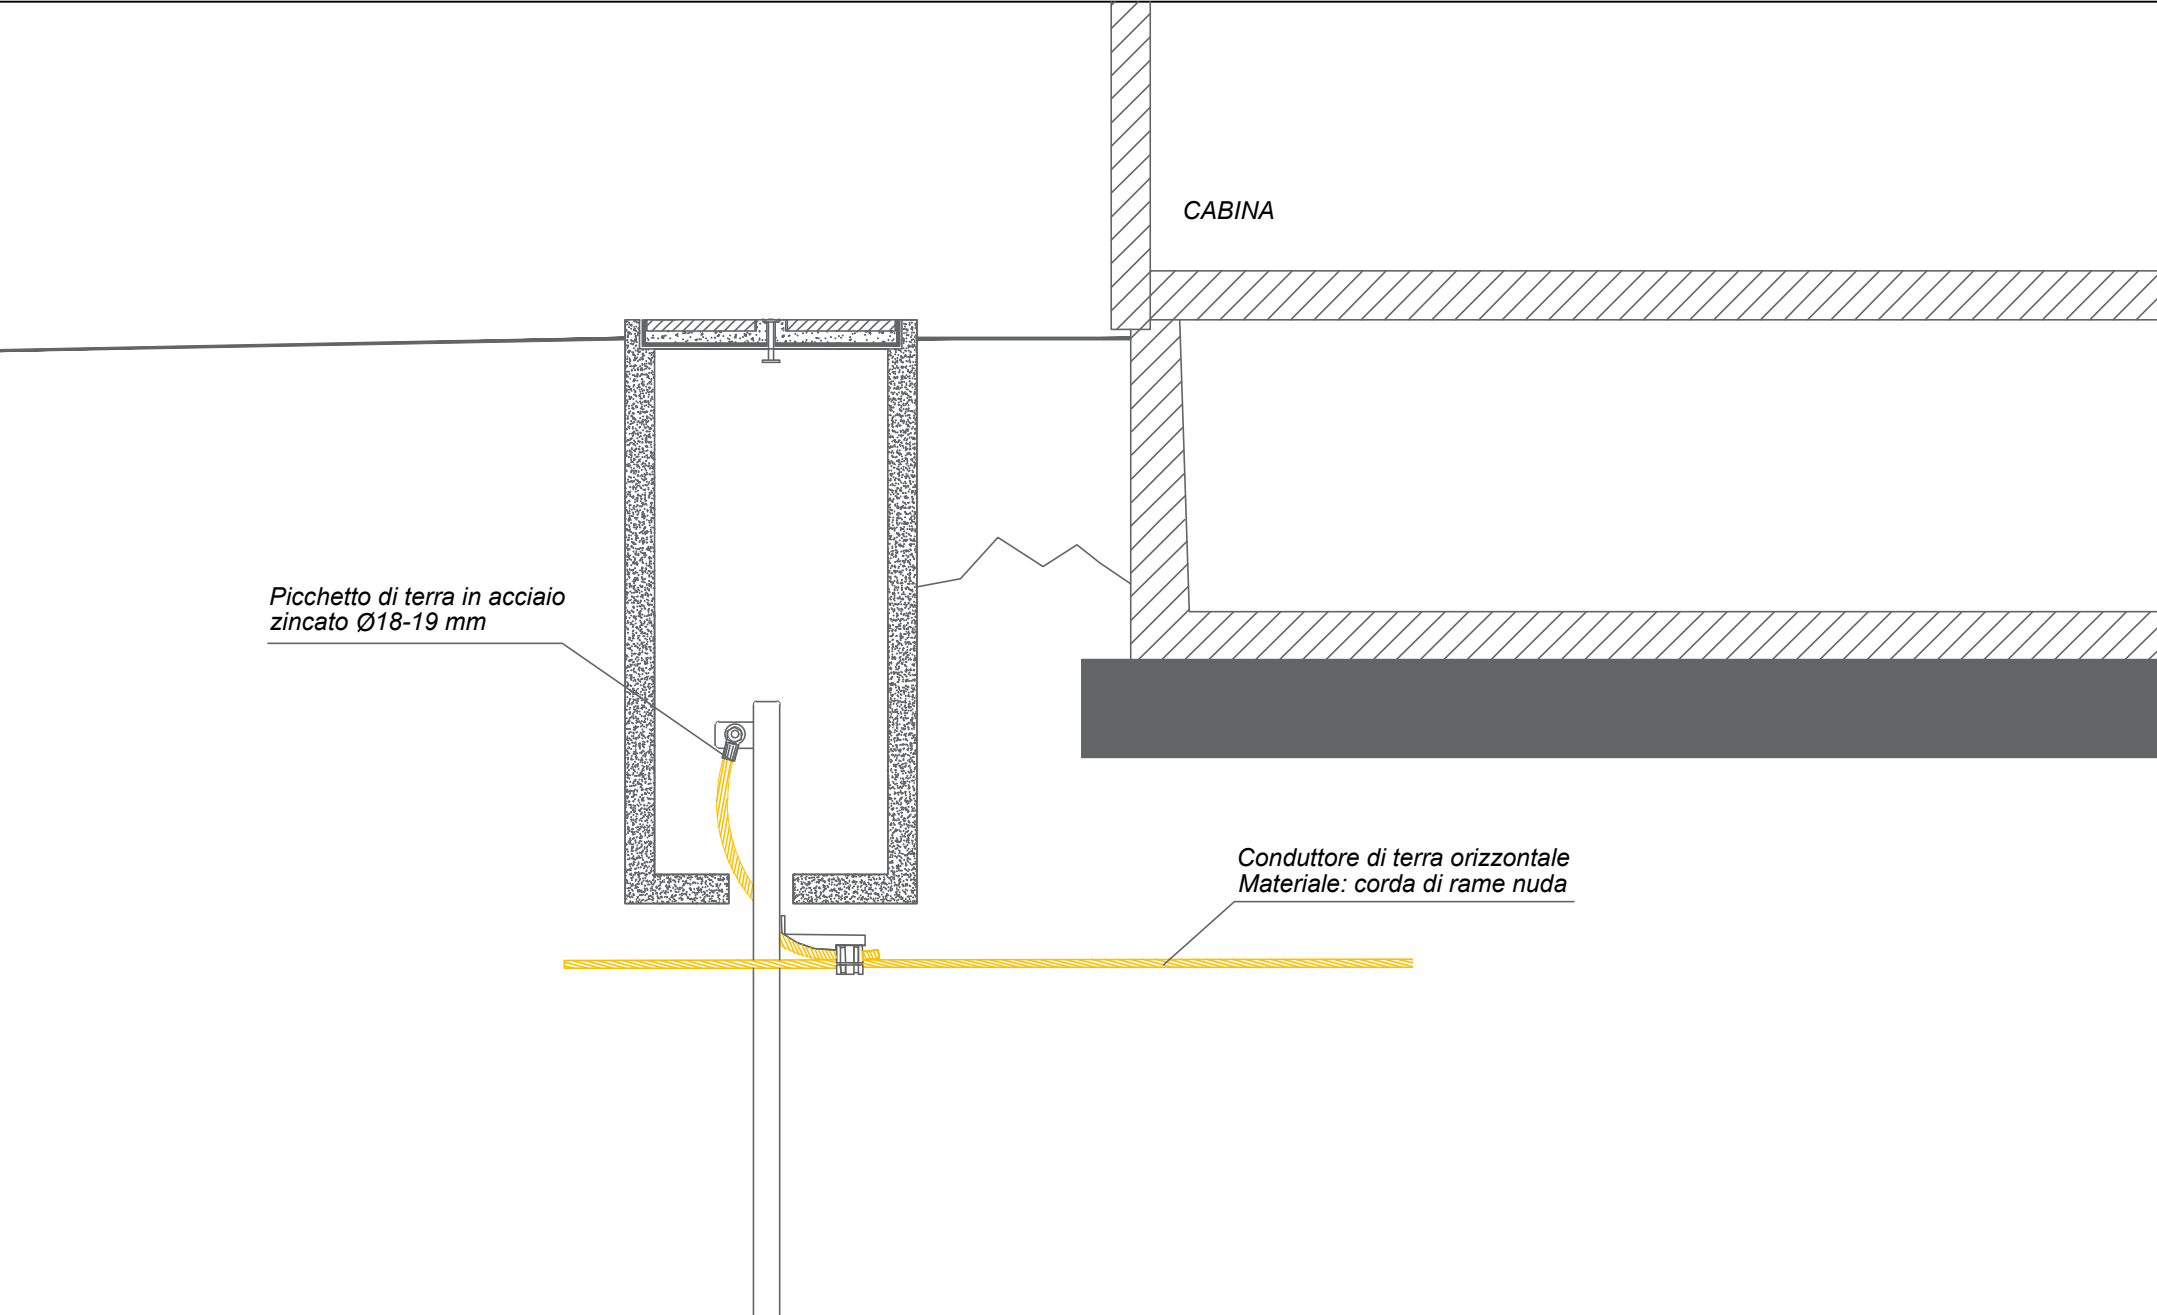 CABINA
Picchetto di terra in acciaio
zincato Ø18-19 mm
Conduttore di terra orizzontale
Materiale: corda di rame nuda